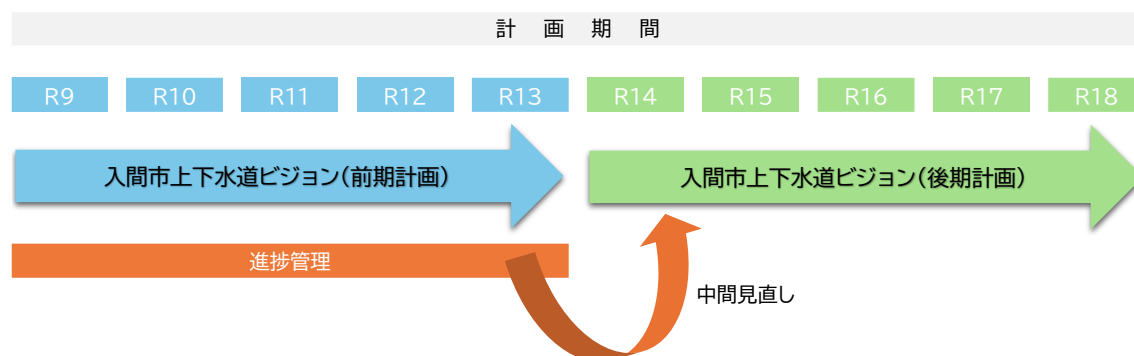 計 画 期 間
R9 R10 R11 R12 R13 R14 R15 R16 R17 R18
入間市上下水道ビジョン(前期計画) 入間市上下水道ビジョン(後期計画)
進捗管理
中間見直し